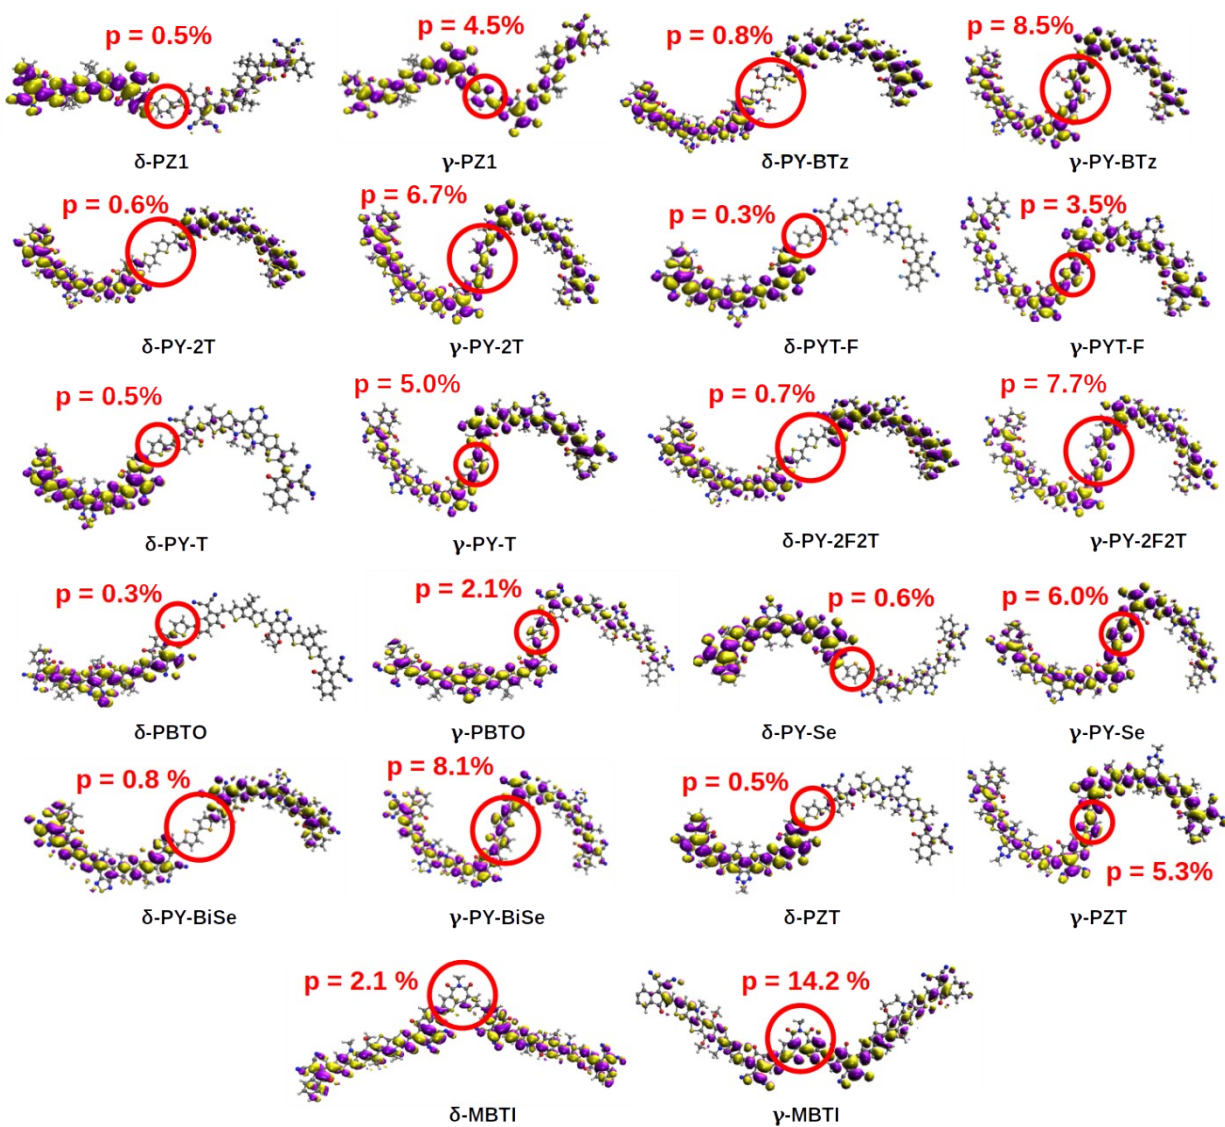 p = 0.5%
p = 4.5%
p = 0.8%
p = 8.5%
δ-PZ1
γ-PZ1
δ-PY-BTz
γ-PY-BTz
p = 0.6%
p = 6.7%
p = 0.3%
p = 3.5%
δ-PY-2T
γ-PY-2T
δ-PYT-F
γ-PYT-F
p = 0.5%
p = 5.0%
p = 0.7%
p = 7.7%
δ-PY-T
γ-PY-T
δ-PY-2F2T
γ-PY-2F2T
p = 0.3%
p = 2.1%
p = 0.6%
p = 6.0%
δ-PBTO
γ-PBTO
δ-PY-Se
γ-PY-Se
p = 0.8 %
p = 8.1%
p = 0.5%
p = 5.3%
δ-PY-BiSe
γ-PY-BiSe
δ-PZT
γ-PZT
p = 2.1 %
p = 14.2 %
δ-MBTI
γ-MBTI